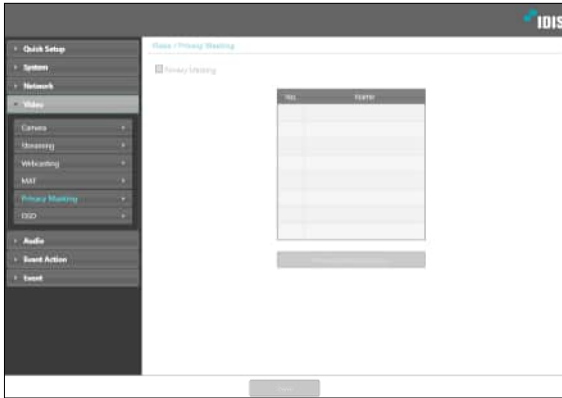 IDIS
Quick Setup
System
Network
Video
Camera
Streaming
Webcasting
MAT
Privacy Masking
OSD
Audio
Event Action
Event
Video / Privacy Masking
Privacy Masking
No. Name